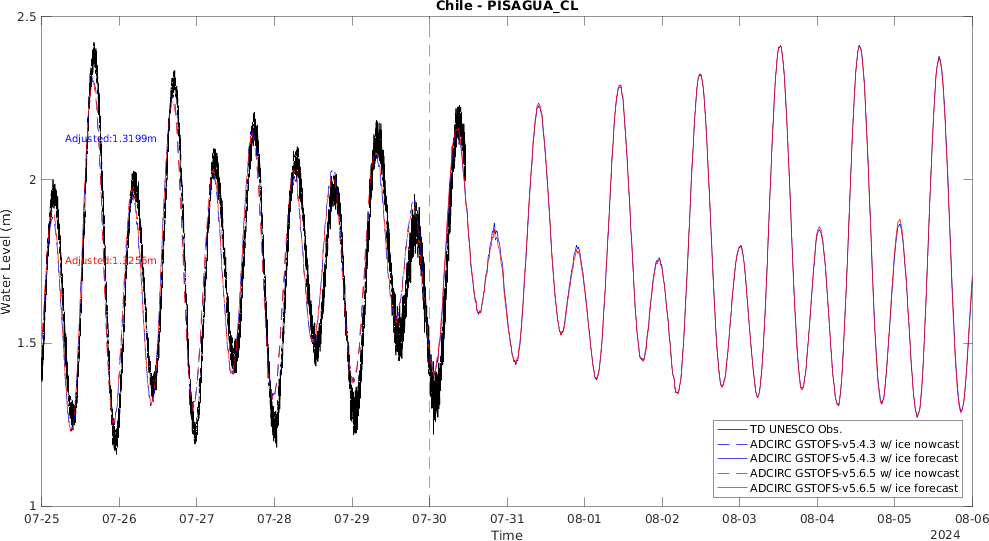 Chile - PISAGUA_CL
2.5
2
1.5
1
Water Level (m)
Adjusted:1.3199m
Adjusted:1.3256m
TD UNESCO Obs.
ADCIRC GSTOFS-v5.4.3 w/ ice nowcast
ADCIRC GSTOFS-v5.4.3 w/ ice forecast
ADCIRC GSTOFS-v5.6.5 w/ ice nowcast
ADCIRC GSTOFS-v5.6.5 w/ ice forecast
07-25 07-26 07-27 07-28 07-29 07-30 07-31 08-01 08-02 08-03 08-04 08-05 08-06
Time
2024